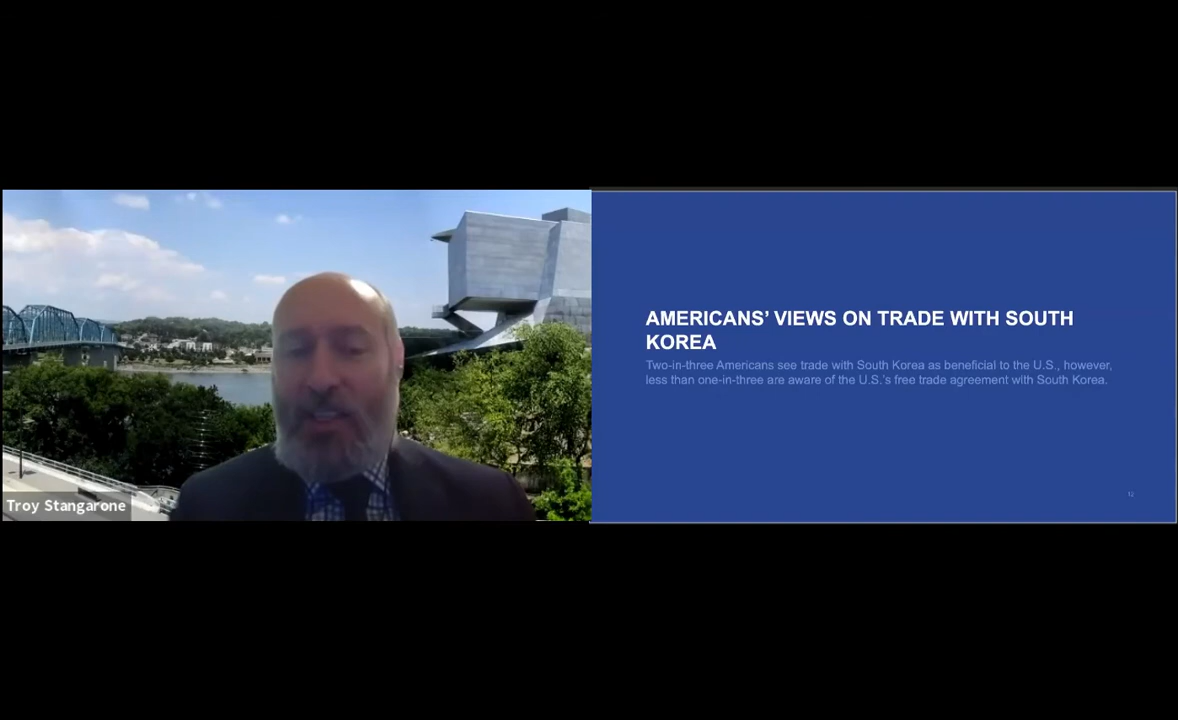 Troy Stangarone
AMERICANS’ VIEWS ON TRADE WITH SOUTH
KOREA
Two-in-three Americans see trade with South Korea as beneficial to the U.S., however,
less than one-in-three are aware of the U.S.’s free trade agreement with South Korea.
12